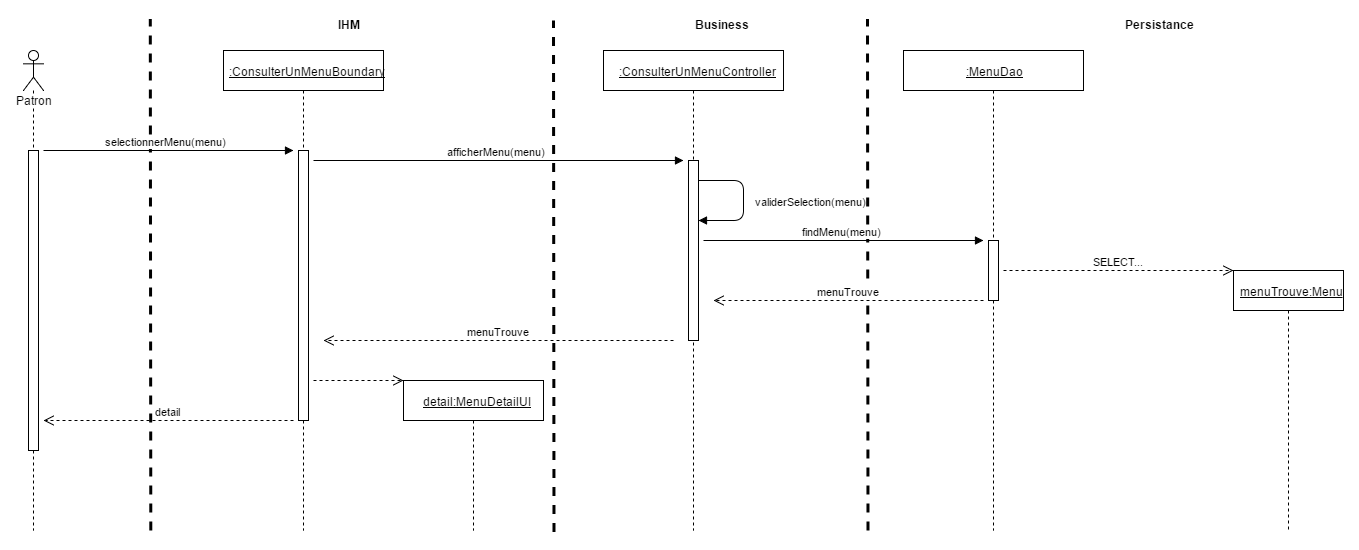 IHM
Business
Persistance
:ConsulterUnMenuBoundary
:ConsulterUnMenuController
:MenuDao
Patron
selectionnerMenu(menu)
afficherMenu(menu)
validerSelection(menu)
findMenu(menu)
SELECT...
menuTrouve:Menu
menuTrouve
menuTrouve
detail:MenuDetailUI
detail